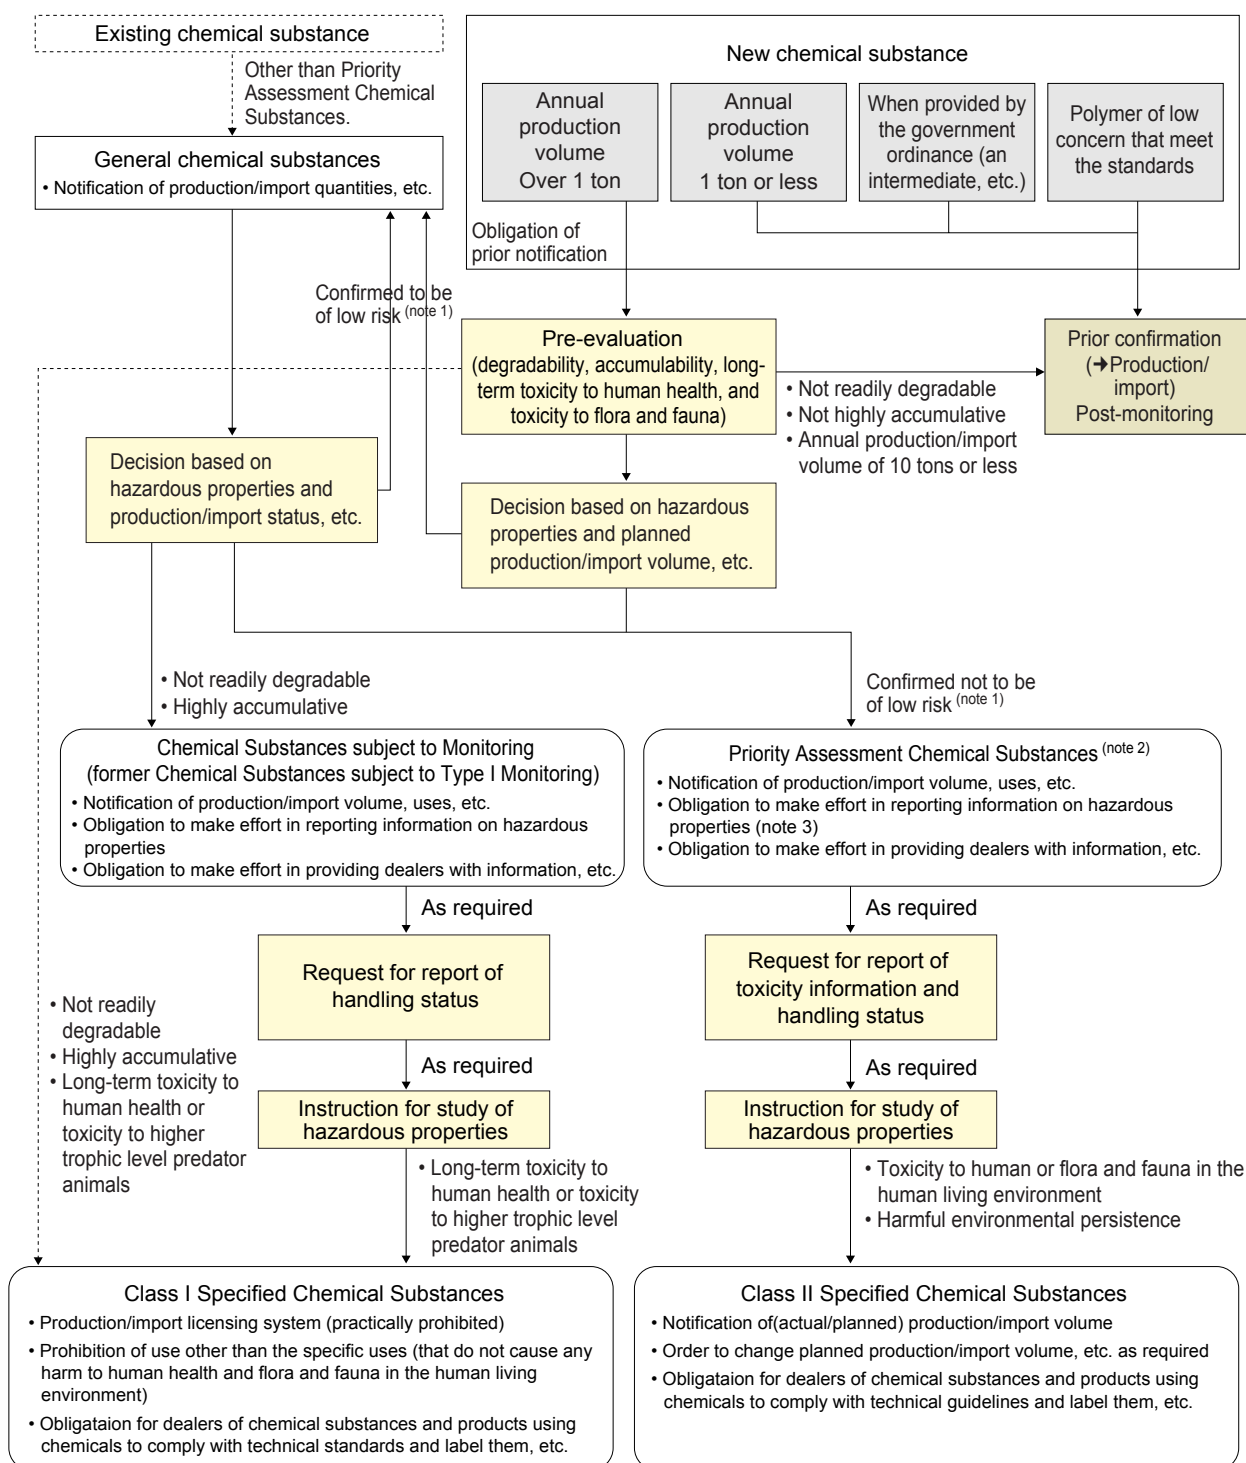 Existing chemical substance
Other than Priority
Assessment Chemical
Substances.
General chemical substances
• Notification of production/import quantities, etc.
New chemical substance
Annual
production
volume
Over 1 ton
Annual
production
volume
1 ton or less
When provided by
the government
ordinance (an
intermediate, etc.)
Polymer of low
concern that meet
the standards
Obligation of
prior notification
Confirmed to be
of low risk (note 1)
Pre-evaluation
(degradability, accumulability, long-
term toxicity to human health, and
toxicity to flora and fauna)
• Not readily degradable
• Not highly accumulative
• Annual production/import
volume of 10 tons or less
Prior confirmation
(➔Production/
import)
Post-monitoring
Decision based on
hazardous properties and
production/import status, etc.
Decision based on hazardous
properties and planned
production/import volume, etc.
• Not readily degradable
• Highly accumulative
Confirmed not to be
of low risk (note 1)
Chemical Substances subject to Monitoring
(former Chemical Substances subject to Type I Monitoring)
• Notification of production/import volume, uses, etc.
• Obligation to make effort in reporting information on hazardous
properties
• Obligation to make effort in providing dealers with information, etc.
Priority Assessment Chemical Substances (note 2)
• Notification of production/import volume, uses, etc.
• Obligation to make effort in reporting information on hazardous
properties (note 3)
• Obligation to make effort in providing dealers with information, etc.
As required
Request for report of
handling status
As required
Instruction for study of
hazardous properties
As required
Request for report of
toxicity information and
handling status
As required
Instruction for study of
hazardous properties
• Not readily
degradable
• Highly accumulative
• Long-term toxicity to
human health or
toxicity to higher
trophic level predator
animals
• Long-term toxicity to
human health or toxicity
to higher trophic level
predator animals
• Toxicity to human or flora and fauna in the
human living environment
• Harmful environmental persistence
Class I Specified Chemical Substances
• Production/import licensing system (practically prohibited)
• Prohibition of use other than the specific uses (that do not cause any
harm to human health and flora and fauna in the human living
environment)
• Obligataion for dealers of chemical substances and products using
chemicals to comply with technical standards and label them, etc.
Class II Specified Chemical Substances
• Notification of(actual/planned) production/import volume
• Order to change planned production/import volume, etc. as required
• Obligataion for dealers of chemical substances and products using
chemicals to comply with technical guidelines and label them, etc.